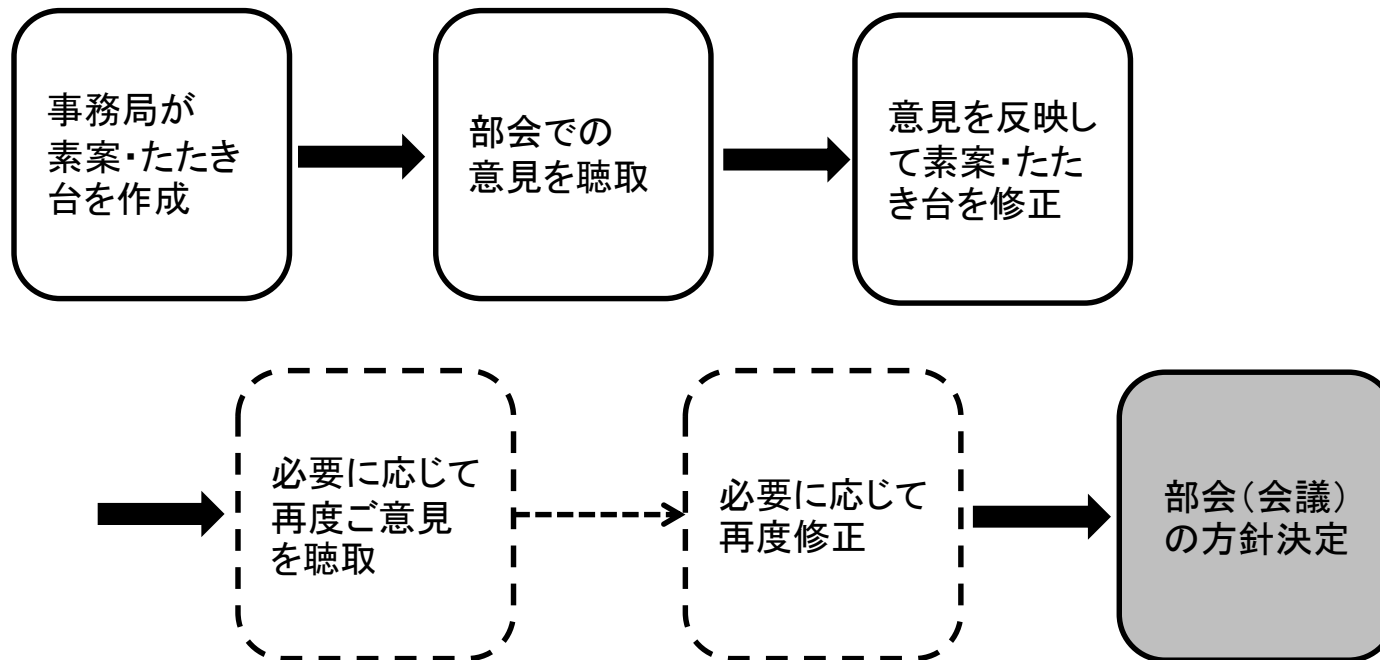 事務局が
素案・たたき
台を作成
部会での
意見を聴取
意見を反映し
て素案・たた
き台を修正
必要に応じて
再度ご意見
を聴取
必要に応じて
再度修正
部会（会議）
の方針決定